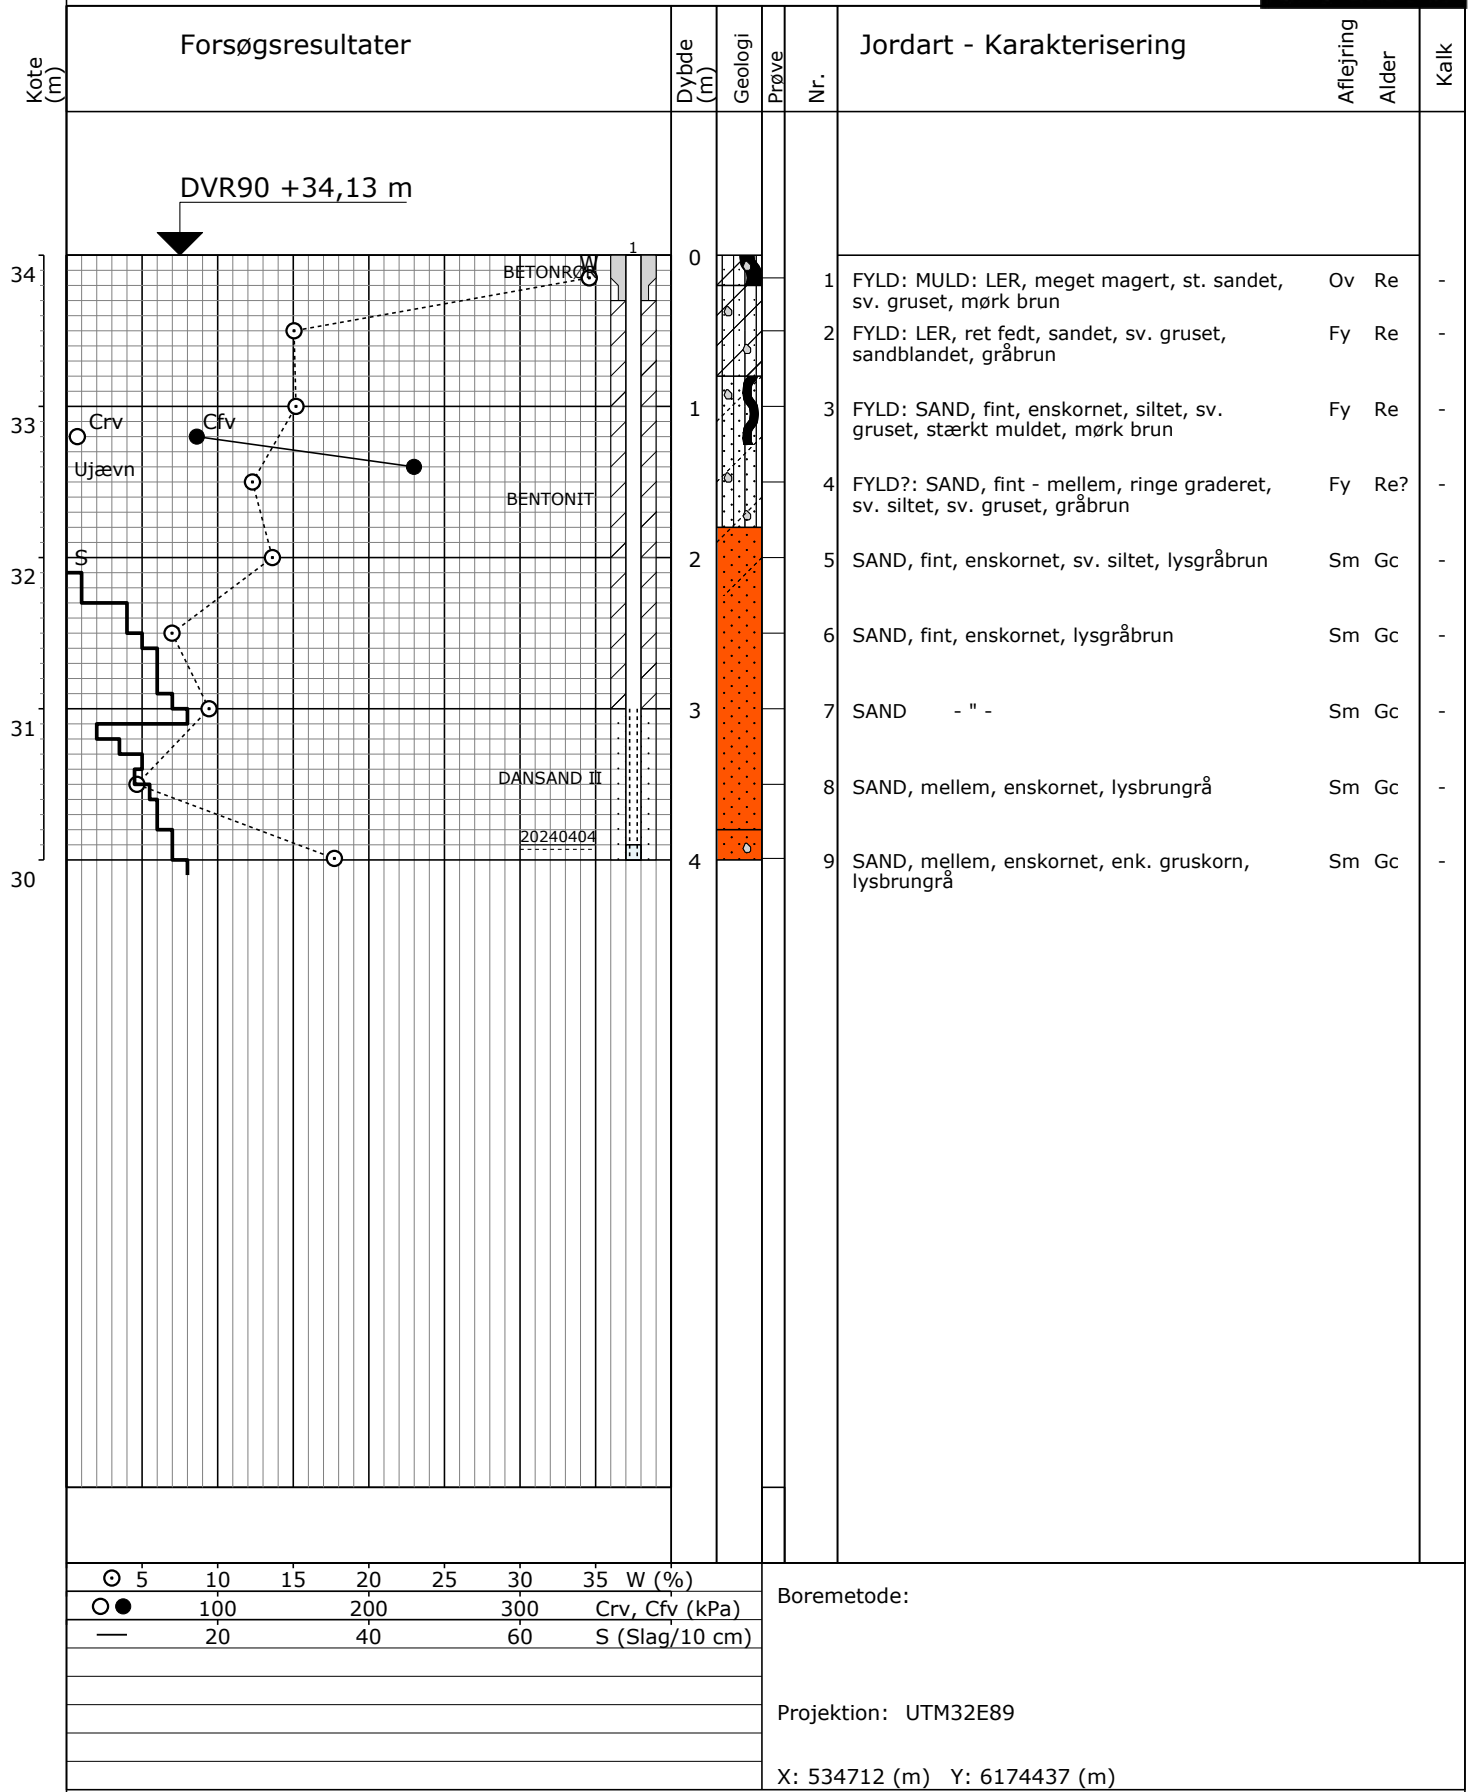 Kote (m)
Forsøgsresultater
Dybde (m)
Geologi
Prøve
Nr.
Jordart - Karakterisering
Aflejring
Alder
Kalk
DVR90 +34,13 m
1
34
BETONRØR
W
0
1 FYLD: MULD: LER, meget magert, st. sandet, Ov Re -
sv. gruset, mørk brun
2 FYLD: LER, ret fedt, sandet, sv. gruset, Fy Re -
sandblandet, gråbrun
33
Crv
Cfv
Ujævn
1
3 FYLD: SAND, fint, enskornet, siltet, sv. Fy Re -
gruset, stærkt muldet, mørk brun
BENTONIT
4 FYLD?: SAND, fint - mellem, ringe graderet, Fy Re? -
sv. siltet, sv. gruset, gråbrun
32
S
2
5 SAND, fint, enskornet, sv. siltet, lysgråbrun Sm Gc -
6 SAND, fint, enskornet, lysgråbrun Sm Gc -
31
3
7 SAND - " - Sm Gc -
DANSAND II
8 SAND, mellem, enskornet, lysbrungrå Sm Gc -
20240404
30
4
9 SAND, mellem, enskornet, enk. gruskorn, Sm Gc -
lysbrungrå
5 10 15 20 25 30 35 W (%)
100 200 300 Crv, Cfv (kPa)
20 40 60 S (Slag/10 cm)
Boremetode:
Projektion: UTM32E89
X: 534712 (m) Y: 6174437 (m)